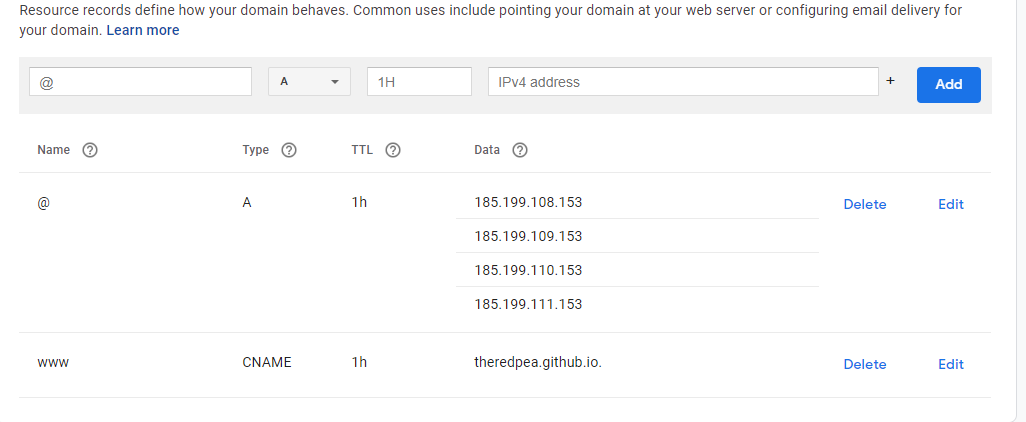 Resource records define how your domain behaves. Common uses include pointing your domain at your web server or configuring email delivery for
your domain. Learn more
@ A 1H IPv4 address + Add
Name ? Type ? TTL ? Data ?
@ A 1h 185.199.108.153 Delete Edit
185.199.109.153
185.199.110.153
185.199.111.153
www CNAME 1h theredpea.github.io. Delete Edit